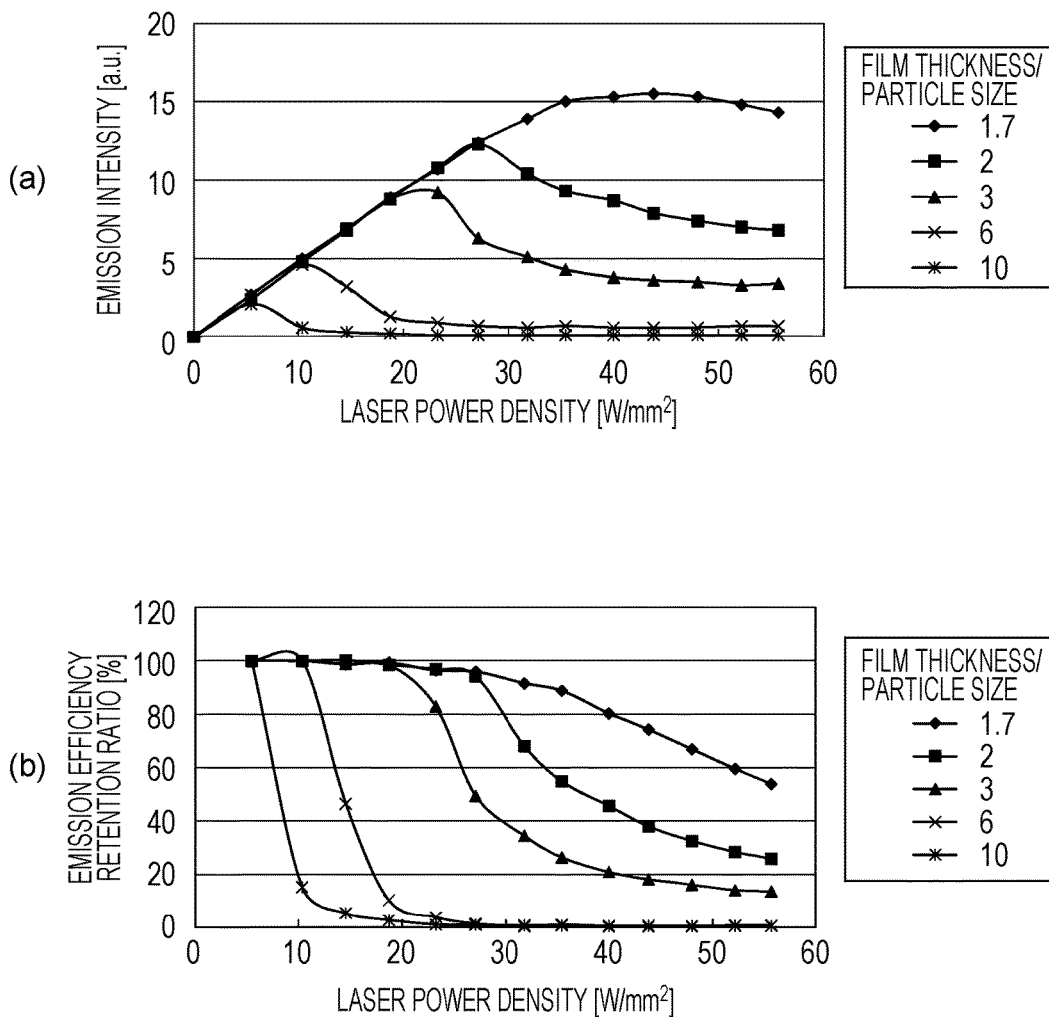 (a)
EMISSION INTENSITY [a.u.]
20
15
10
5
0
0 10 20 30 40 50 60
LASER POWER DENSITY [W/mm²]
FILM THICKNESS/
PARTICLE SIZE
1.7
2
3
6
10
(b)
EMISSION EFFICIENCY
RETENTION RATIO [%]
120
100
80
60
40
20
0
0 10 20 30 40 50 60
LASER POWER DENSITY [W/mm²]
FILM THICKNESS/
PARTICLE SIZE
1.7
2
3
6
10